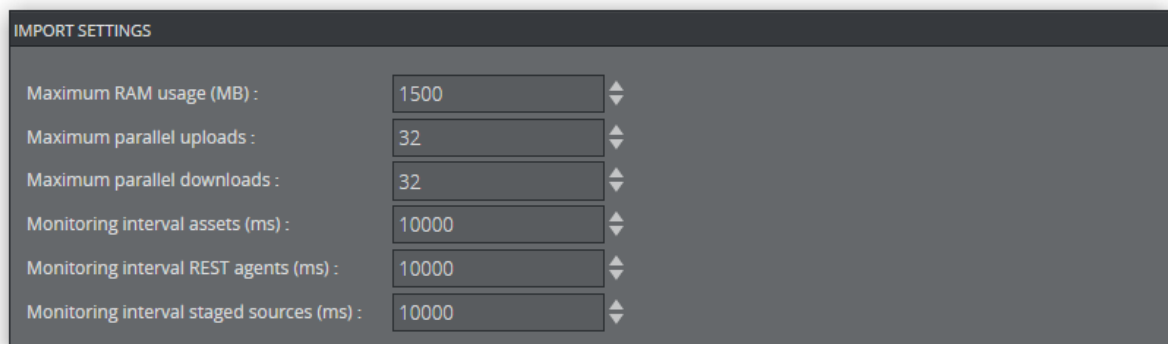 IMPORT SETTINGS
Maximum RAM usage (MB) : 1500
Maximum parallel uploads : 32
Maximum parallel downloads : 32
Monitoring interval assets (ms) : 10000
Monitoring interval REST agents (ms) : 10000
Monitoring interval staged sources (ms) : 10000